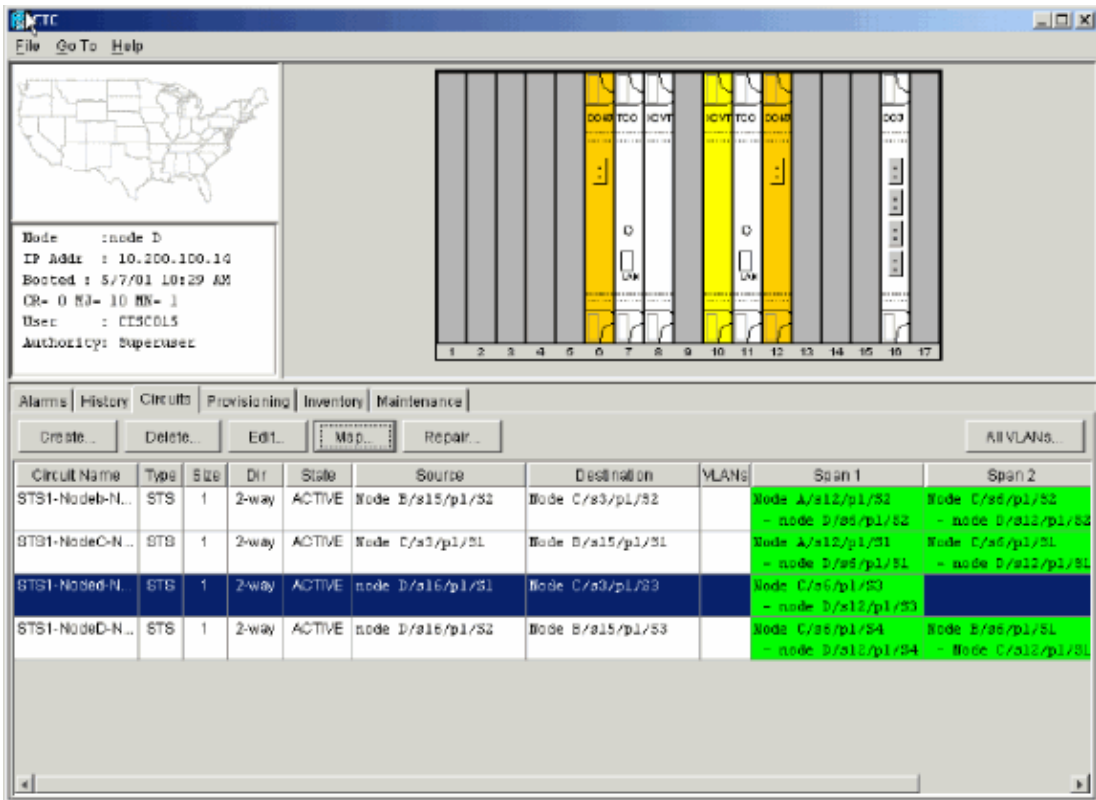 CTC
File Go To Help
TCC XCVT XCVT TCC
LAN LAN
1 2 3 4 5 6 7 8 9 10 11 12 13 14 15 16 17
Node :node D
IP Addr : 10.200.100.14
Booted : 5/7/01 10:29 AM
CR- 0 MJ- 10 MN- 1
User : CISCO15
Authority: Superuser
Alarms History Circuits Provisioning Inventory Maintenance
Create... Delete... Edit... Map... Repair... All VLANs...
Circuit Name Type Size Dir State Source Destination VLANs Span 1 Span 2
STS1-Nodeb-N... STS 1 2-way ACTIVE Node B/s15/p1/S2 Node C/s3/p1/S2 Node A/s12/p1/S2 Node C/s6/p1/S2
- node D/s6/p1/S2 - node D/s12/p1/S2
STS1-NodeC-N... STS 1 2-way ACTIVE Node C/s3/p1/S1 Node B/s15/p1/S1 Node A/s12/p1/S1 Node C/s6/p1/S1
- node D/s6/p1/S1 - node D/s12/p1/S1
STS1-Noded-N... STS 1 2-way ACTIVE node D/s16/p1/S1 Node C/s3/p1/S3 Node C/s6/p1/S3
- node D/s12/p1/S3
STS1-NodeD-N... STS 1 2-way ACTIVE node D/s16/p1/S2 Node B/s15/p1/S3 Node C/s6/p1/S4 Node B/s6/p1/S1
- node D/s12/p1/S4 - Node C/s12/p1/S1